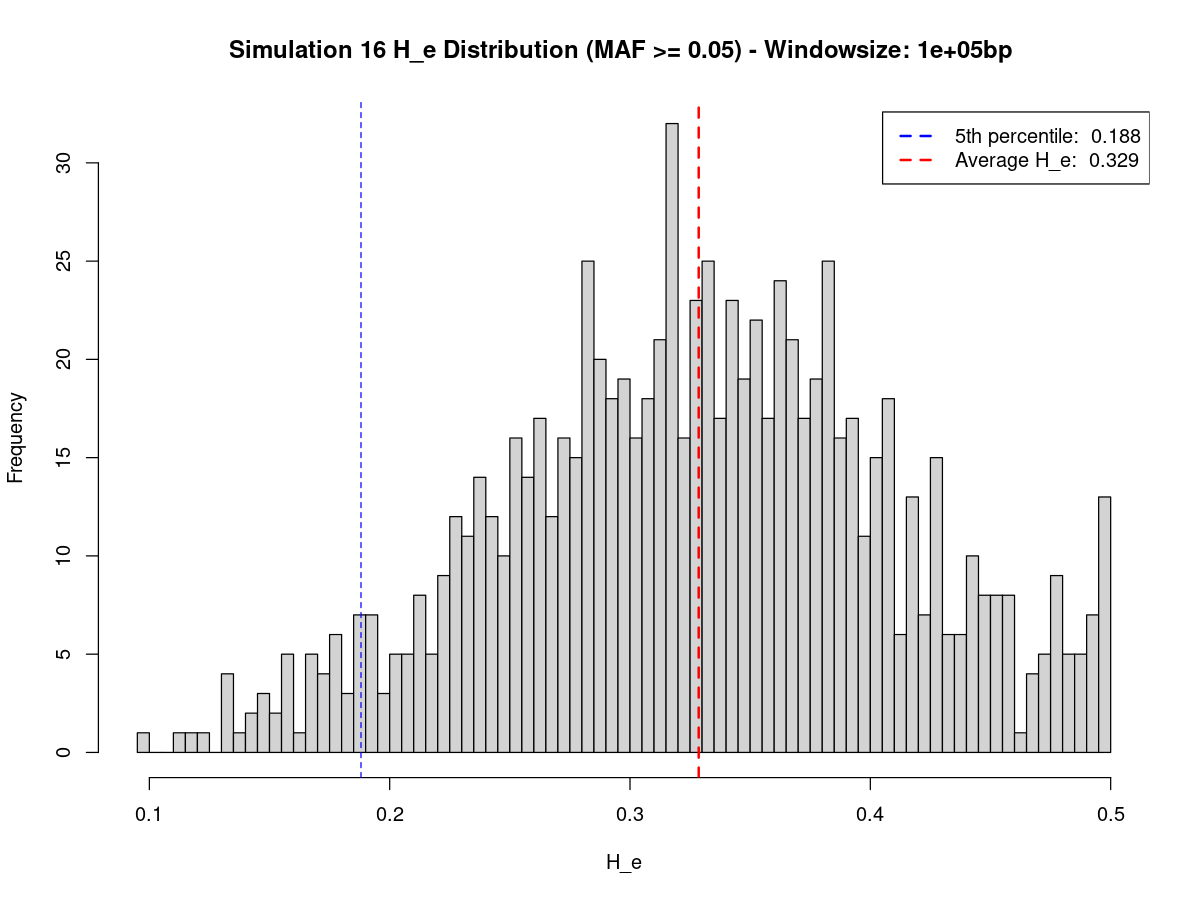 Simulation 16 H_e Distribution (MAF >= 0.05) - Windowsize: 1e+05bp
5th percentile: 0.188
Average H_e: 0.329
Frequency
30
25
20
15
10
5
0
0.1 0.2 0.3 0.4 0.5
H_e